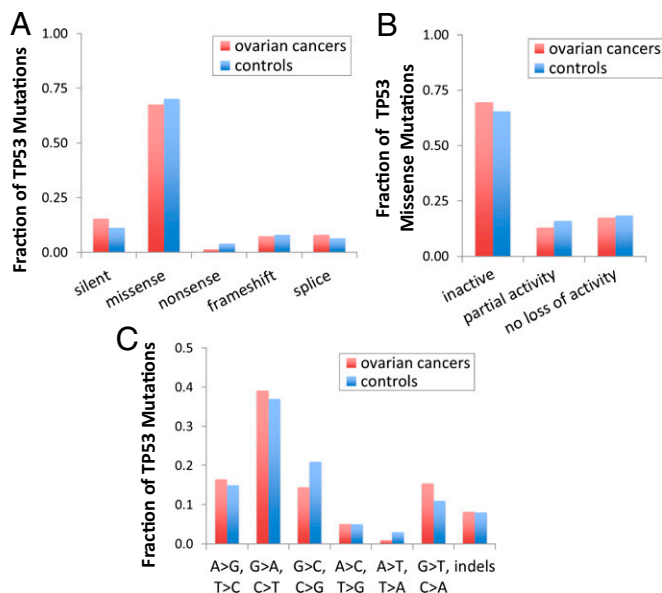 A
Fraction of TP53 Mutations
1.00
0.75
0.50
0.25
0.00
ovarian cancers
controls
silent
missense
nonsense
frameshift
splice
B
Fraction of TP53
Missense Mutations
1.00
0.75
0.50
0.25
0.00
ovarian cancers
controls
inactive
partial activity
no loss of activity
C
Fraction of TP53 Mutations
0.5
0.4
0.3
0.2
0.1
0.0
ovarian cancers
controls
A>G, G>A, G>C, A>C, A>T, G>T, indels
T>C C>T C>G T>G T>A C>A